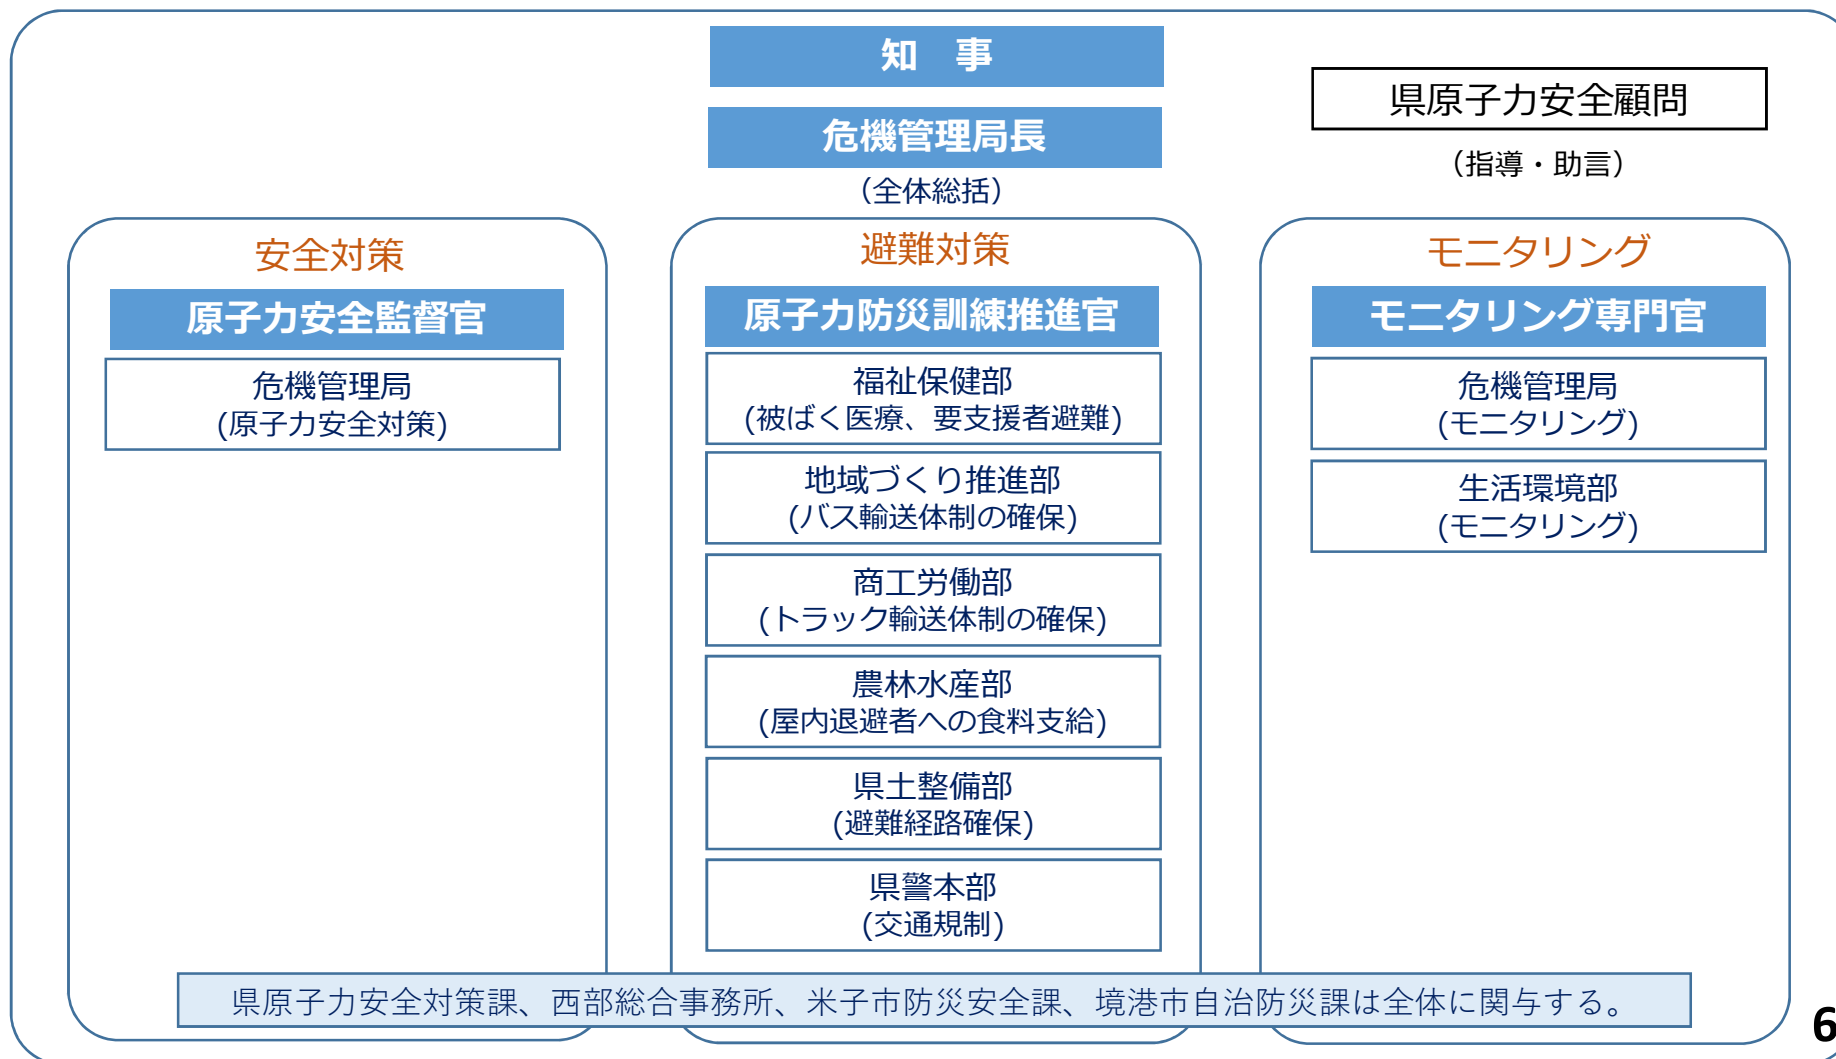 知　事
危機管理局長
（全体総括）
県原子力安全顧問
（指導・助言）
安全対策
原子力安全監督官
危機管理局
(原子力安全対策)
避難対策
原子力防災訓練推進官
福祉保健部
(被ばく医療、要支援者避難)
地域づくり推進部
(バス輸送体制の確保)
商工労働部
(トラック輸送体制の確保)
農林水産部
(屋内退避者への食料支給)
県土整備部
(避難経路確保)
県警本部
(交通規制)
モニタリング
モニタリング専門官
危機管理局
(モニタリング)
生活環境部
(モニタリング)
県原子力安全対策課、西部総合事務所、米子市防災安全課、境港市自治防災課は全体に関与する。
6